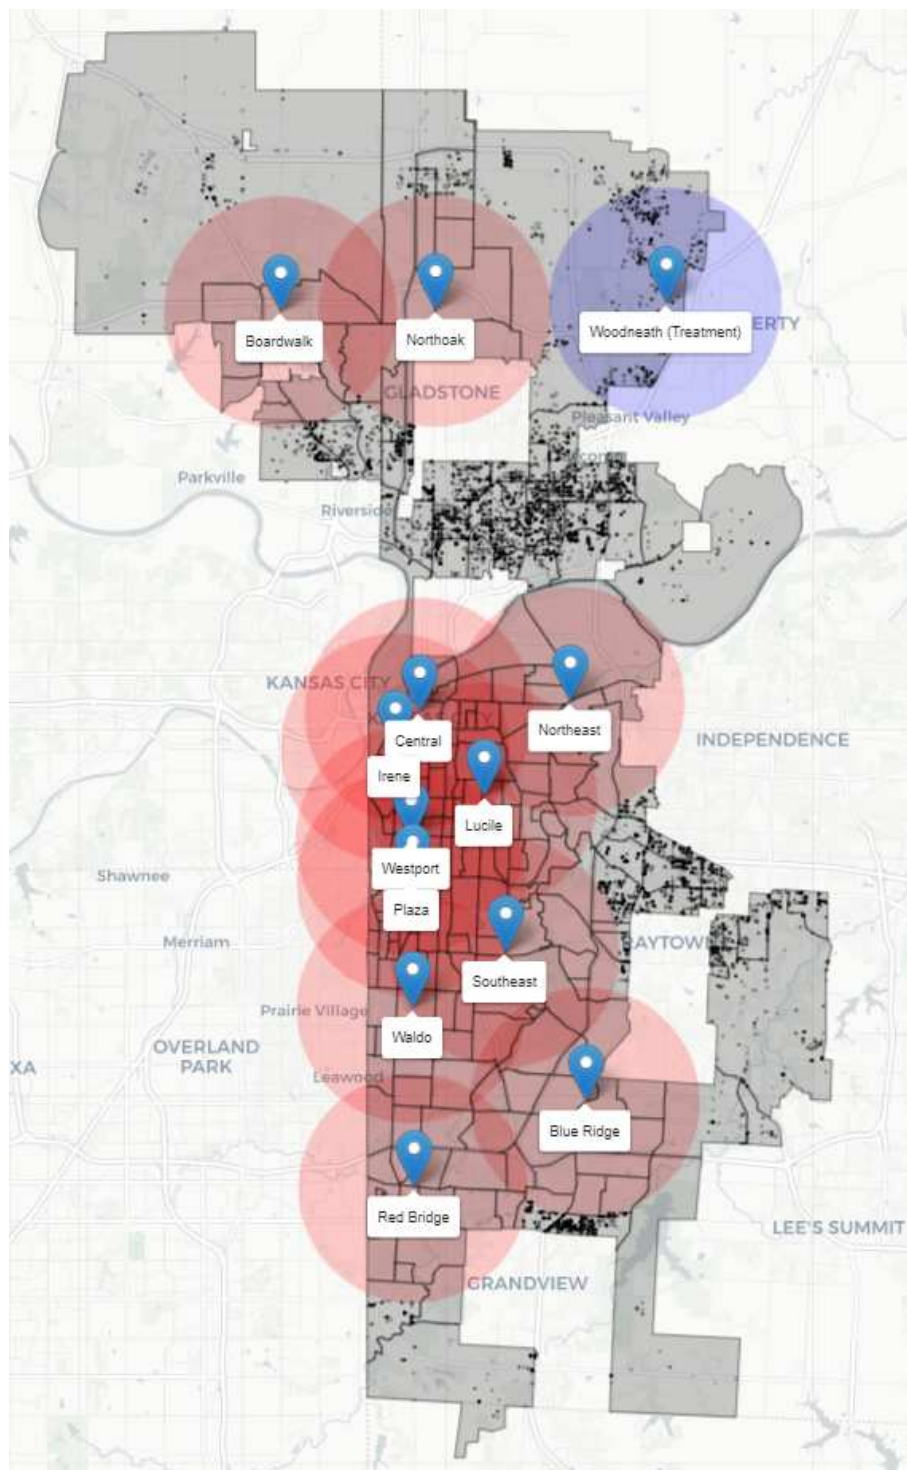 Boardwalk
Northoak
Woodneath (Treatment)
ERTY
GLADSTONE
Pleasant Valley
Parkville
Riverside
KANSAS CITY
Central
Northeast
INDEPENDENCE
Irene
Lucile
Westport
Shawnee
Plaza
Merriam
RAYTOWN
Southeast
Prairie Village
Waldo
OVERLAND
PARK
XA
Leawood
Blue Ridge
Red Bridge
LEE'S SUMMIT
GRANDVIEW